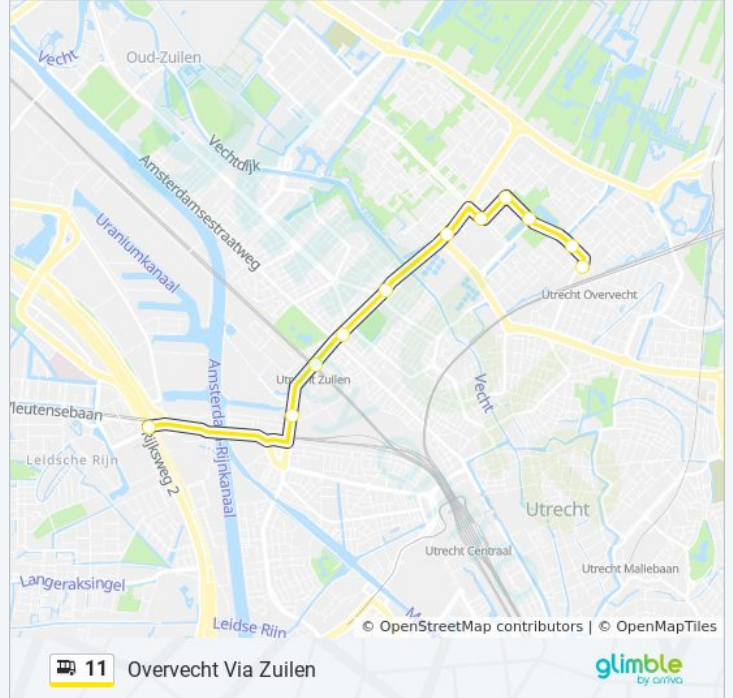 Vecht
Oud-Zuilen
Vechtdijk
Amsterdamsestraatweg
Uraniumkanaal
Utrecht Overvecht
Utrecht Zuilen
Vecht
Vleutensebaan
Amsterdam-Rijnkanaal
Leidsche Rijn
Rijksweg 2
Utrecht
Utrecht Centraal
Utrecht Maliebaan
Langeraksingel
Leidse Rijn
© OpenStreetMap contributors | © OpenMapTiles
11 Overvecht Via Zuilen
glimble
by arriva